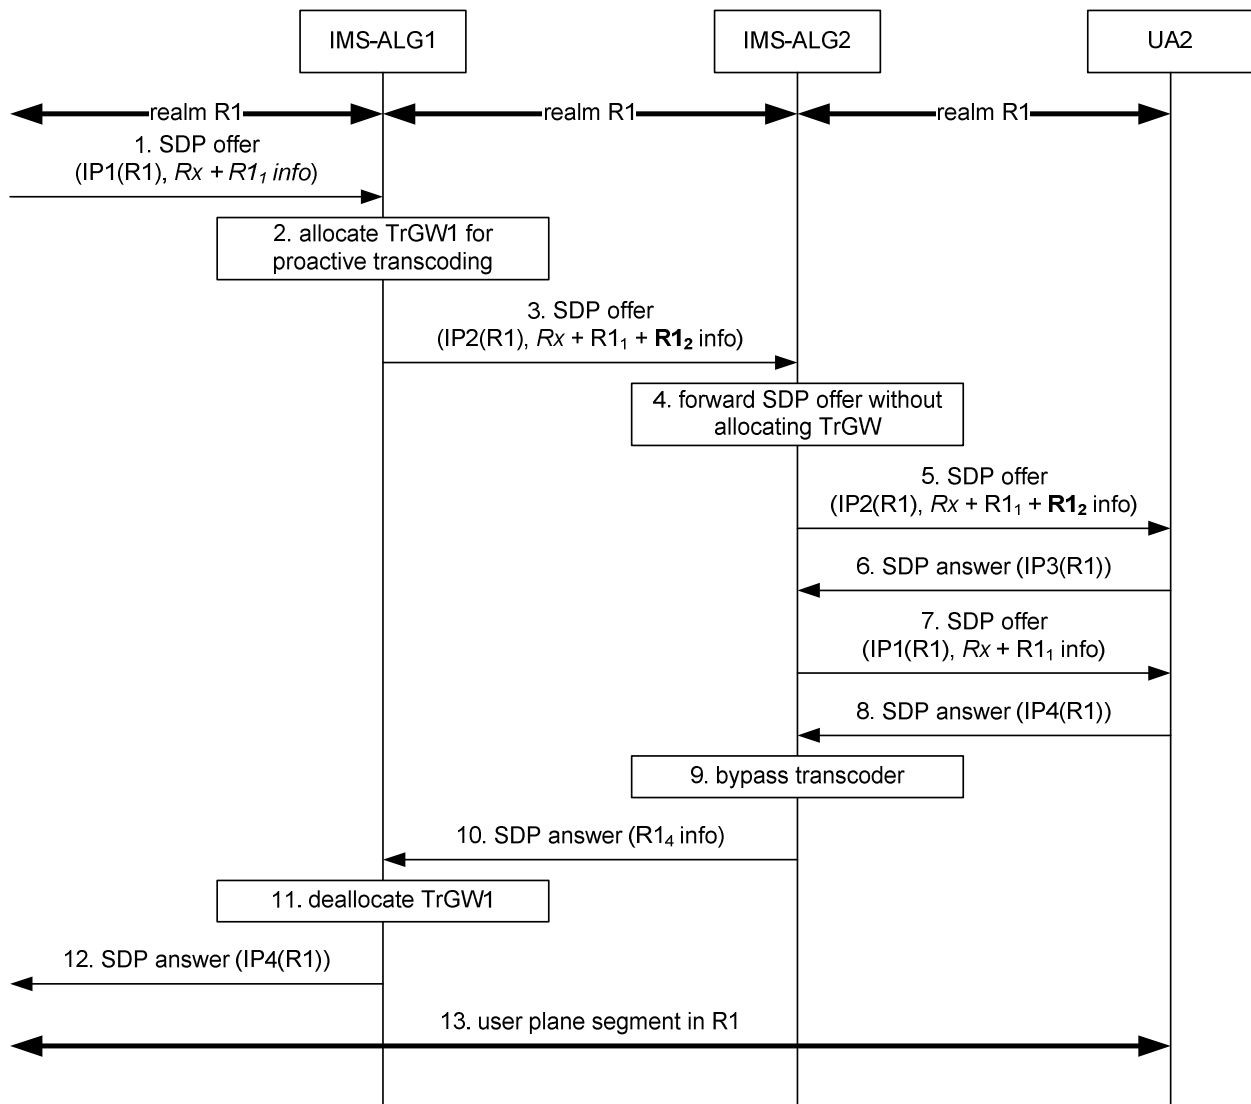 IMS-ALG1
IMS-ALG2
UA2
realm R1
realm R1
realm R1
1. SDP offer
(IP1(R1), Rx + R1₁ info)
2. allocate TrGW1 for
proactive transcoding
3. SDP offer
(IP2(R1), Rx + R1₁ + R1₂ info)
4. forward SDP offer without
allocating TrGW
5. SDP offer
(IP2(R1), Rx + R1₁ + R1₂ info)
6. SDP answer (IP3(R1))
7. SDP offer
(IP1(R1), Rx + R1₁ info)
8. SDP answer (IP4(R1))
9. bypass transcoder
10. SDP answer (R1₄ info)
11. deallocate TrGW1
12. SDP answer (IP4(R1))
13. user plane segment in R1